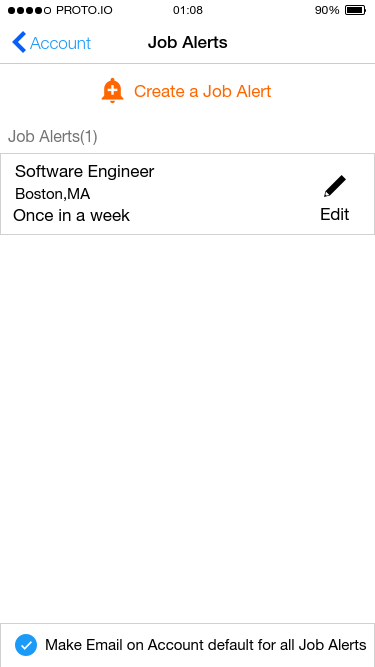 PROTO.IO 01:08 90%
Account Job Alerts
Create a Job Alert
Job Alerts(1)
Software Engineer
Boston,MA
Once in a week
Edit
Make Email on Account default for all Job Alerts